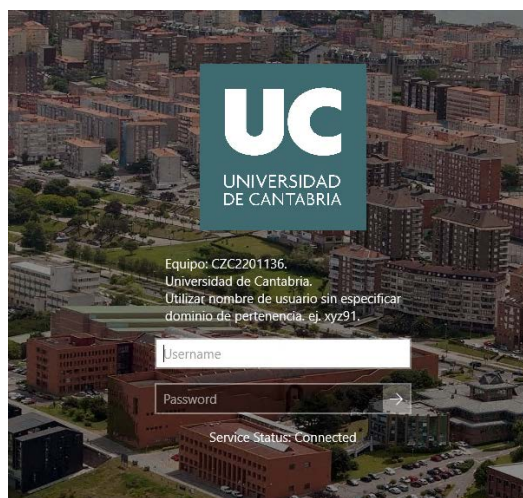 UC
UNIVERSIDAD
DE CANTABRIA
Equipo: CZC2201136.
Universidad de Cantabria.
Utilizar nombre de usuario sin especificar
dominio de pertenencia. ej. xyz91.
Username
Password
Service Status: Connected